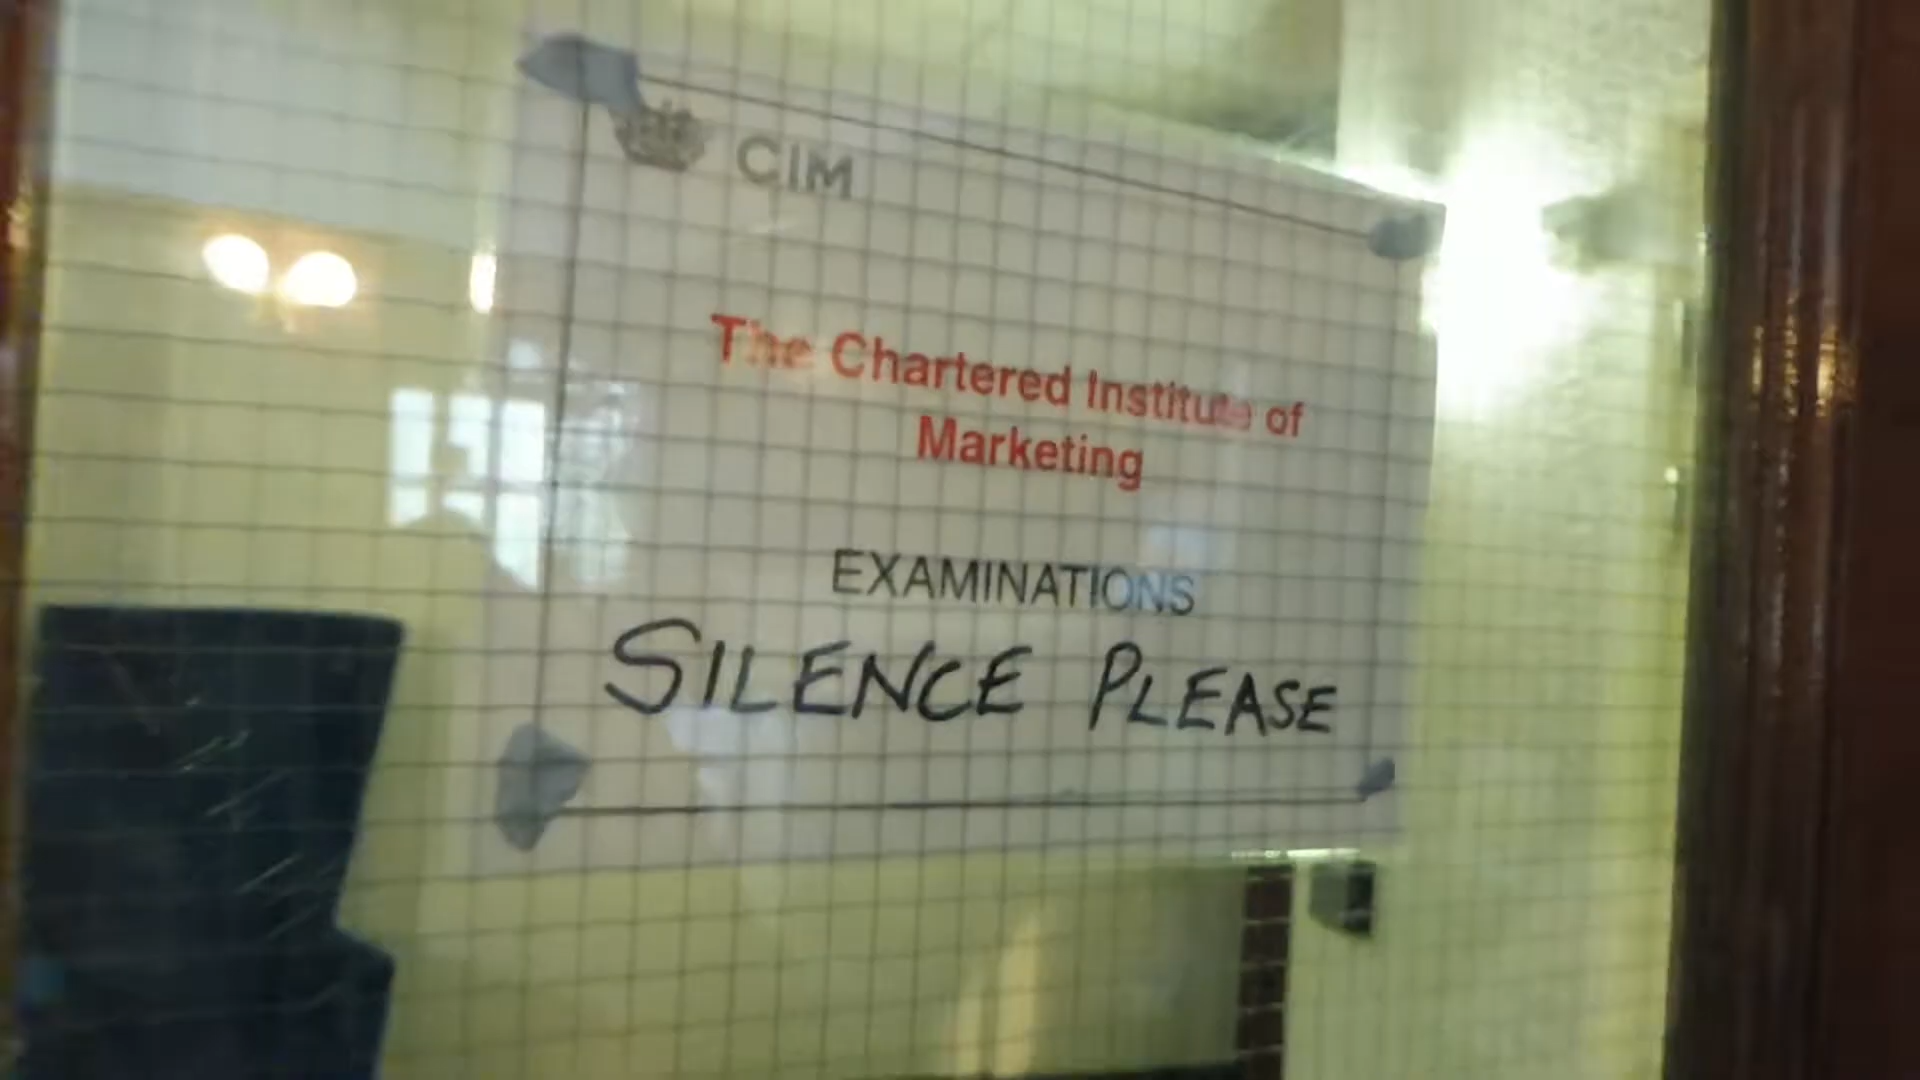 CIM
The Chartered Institute of
Marketing
EXAMINATIONS
SILENCE PLEASE